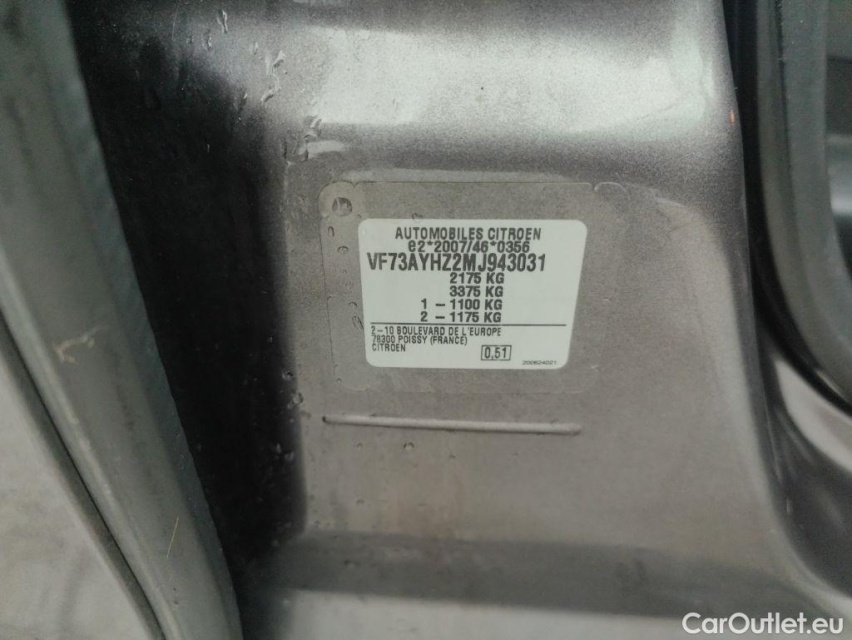 AUTOMOBILES CITROEN
e2*2007/46*0356
VF73AYHZ2MJ943031
2175 KG
3375 KG
1 - 1100 KG
2 - 1175 KG
2-10 BOULEVARD DE L'EUROPE
78300 POISSY (FRANCE)
CITROEN
0,51
200624021
CarOutlet.eu